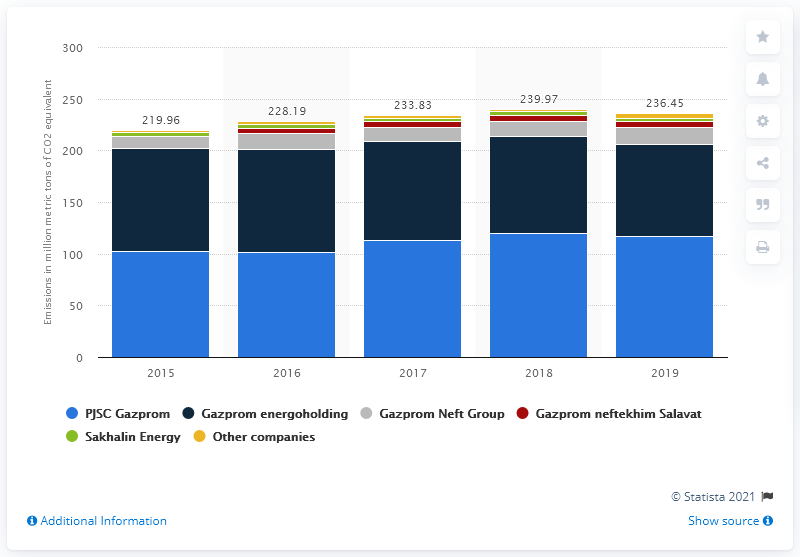 Emissions in million metric tons of CO2 equivalent
300
250
200
150
100
50
0
219.96
228.19
233.83
239.97
236.45
2015
2016
2017
2018
2019
PJSC Gazprom
Gazprom energoholding
Gazprom Neft Group
Gazprom neftekhim Salavat
Sakhalin Energy
Other companies
© Statista 2021
Additional Information
Show source